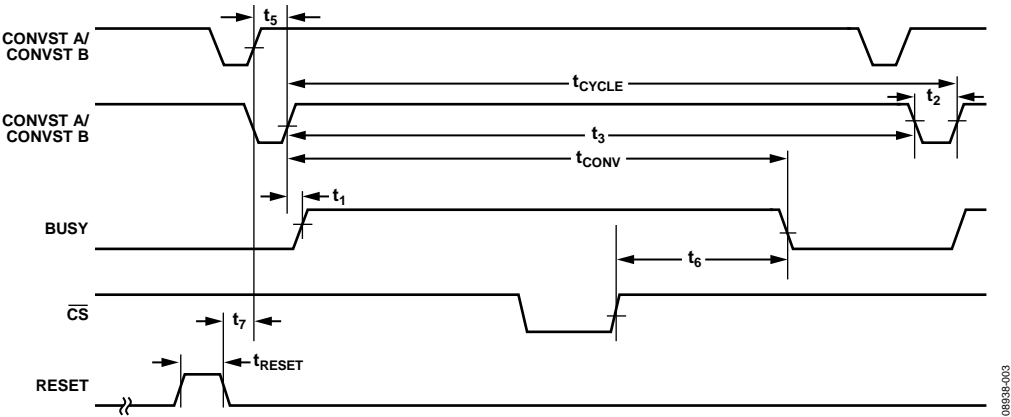 t5
CONVST A/
CONVST B
tCYCLE
t2
CONVST A/
CONVST B
t3
tCONV
t1
BUSY
t6
CS
t7
tRESET
RESET
08938-003